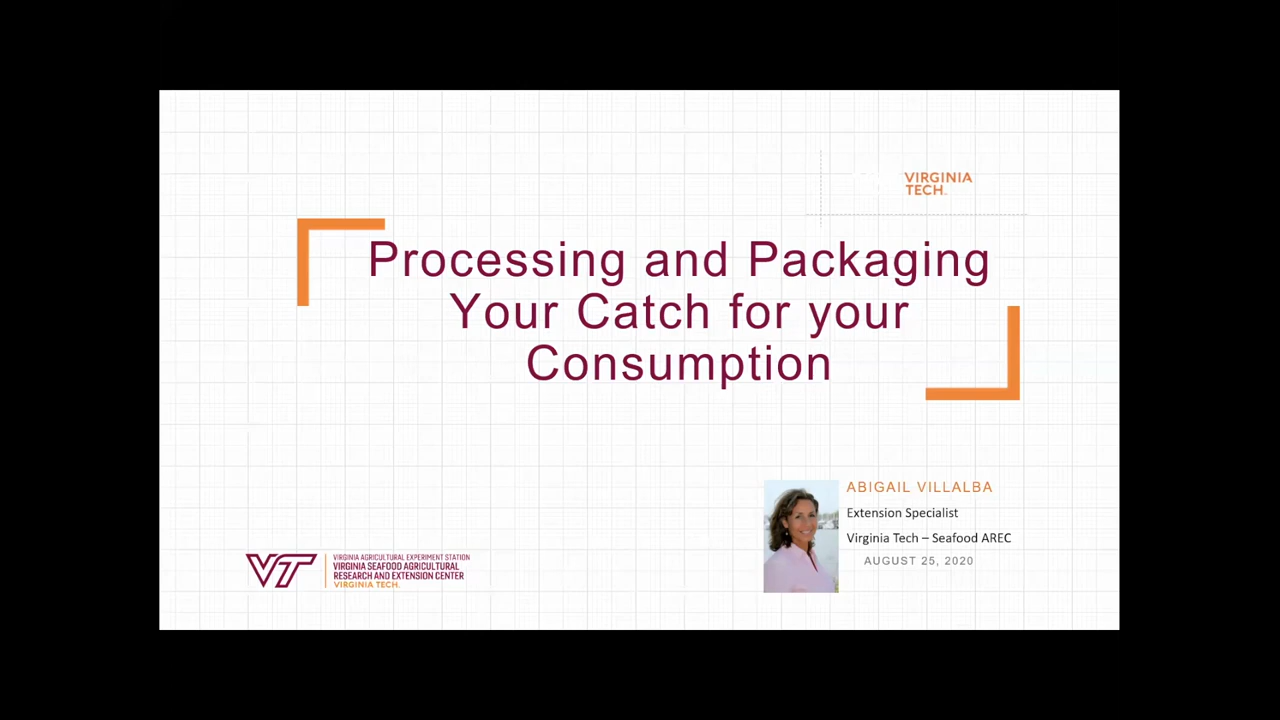 VIRGINIA
TECH.
Processing and Packaging
Your Catch for your
Consumption
ABIGAIL VILLALBA
Extension Specialist
Virginia Tech – Seafood AREC
AUGUST 25, 2020
VT
VIRGINIA AGRICULTURAL EXPERIMENT STATION
VIRGINIA SEAFOOD AGRICULTURAL
RESEARCH AND EXTENSION CENTER
VIRGINIA TECH.